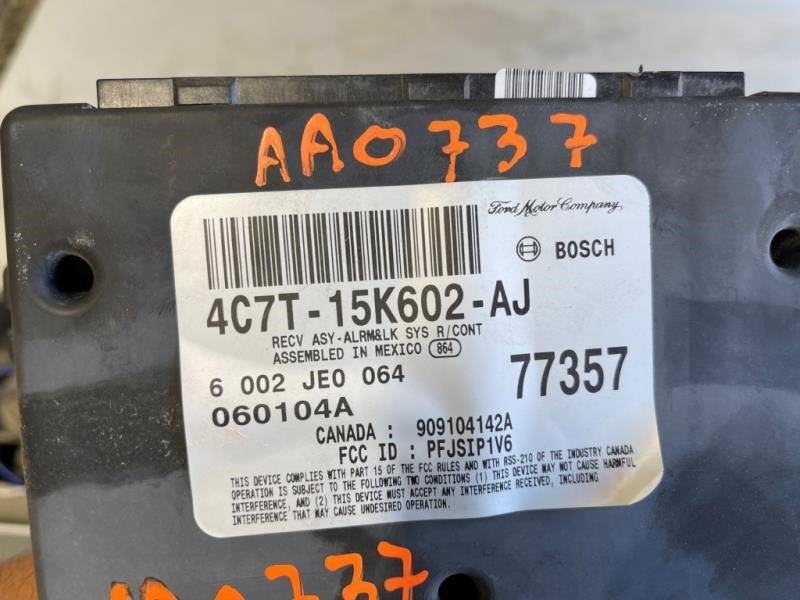 AA0737
Ford Motor Company,
BOSCH
4C7T-15K602-AJ
RECV ASY-ALRM&LK SYS R/CONT
ASSEMBLED IN MEXICO 864
6 002 JE0 064
77357
060104A
CANADA : 909104142A
FCC ID : PFJSIP1V6
THIS DEVICE COMPLIES WITH PART 15 OF THE FCC RULES AND WITH RSS-210 OF THE INDUSTRY CANADA
OPERATION IS SUBJECT TO THE FOLLOWING TWO CONDITIONS (1) THIS DEVICE MAY NOT CAUSE HARMFUL
INTERFERENCE, AND (2) THIS DEVICE MUST ACCEPT ANY INTERFERENCE RECEIVED, INCLUDING
INTERFERENCE THAT MAY CAUSE UNDESIRED OPERATION.